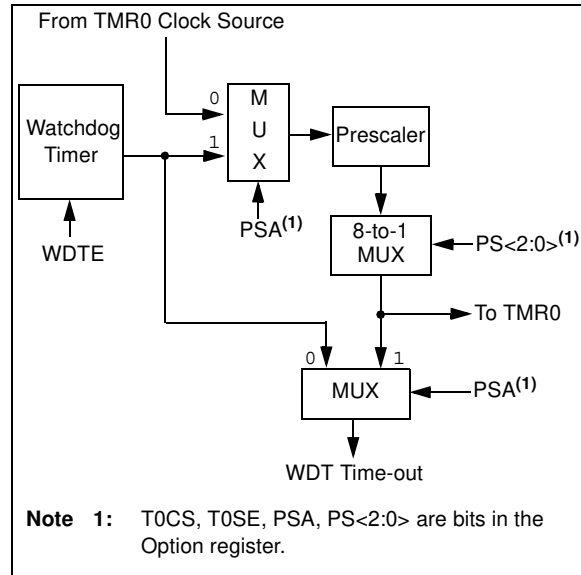 From TMR0 Clock Source
0
M
U
X
1
Watchdog
Timer
Prescaler
PSA(1)
WDTE
8-to-1
MUX
PS<2:0>(1)
To TMR0
0
1
MUX
PSA(1)
WDT Time-out
Note 1: T0CS, T0SE, PSA, PS<2:0> are bits in the
Option register.